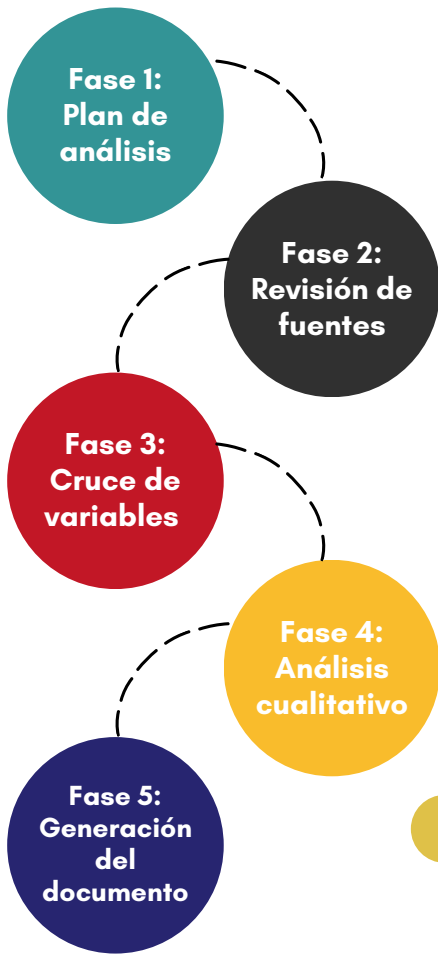 Fase 1:
Plan de
análisis
Fase 2:
Revisión de
fuentes
Fase 3:
Cruce de
variables
Fase 4:
Análisis
cualitativo
Fase 5:
Generación
del
documento